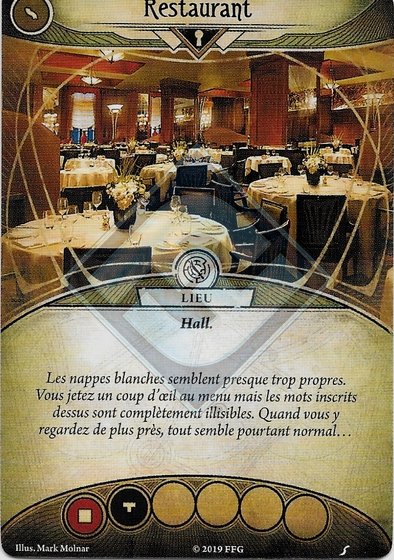 Restaurant
LIEU
Hall.
Les nappes blanches semblent presque trop propres.
Vous jetez un coup d'œil au menu mais les mots inscrits
dessus sont complètement illisibles. Quand vous y
regardez de plus près, tout semble pourtant normal…
Illus. Mark Molnar
© 2019 FFG